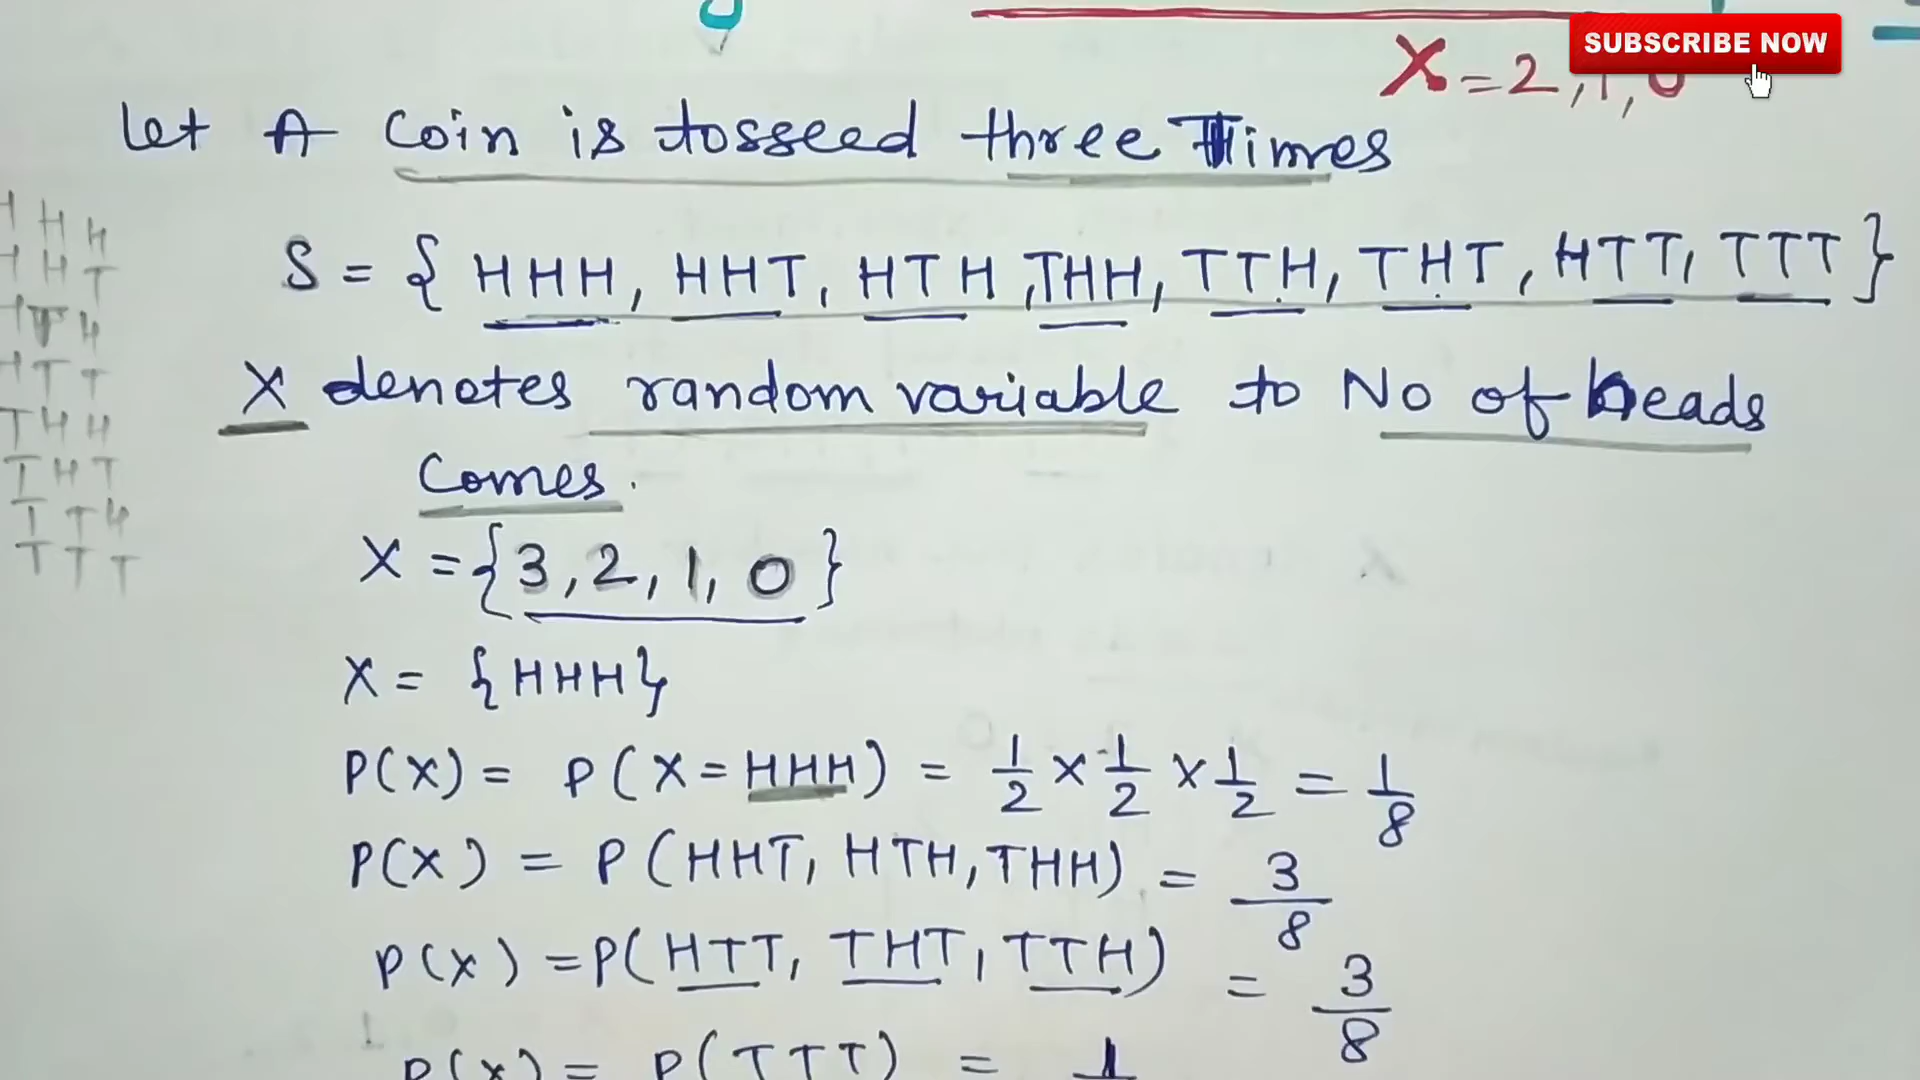 SUBSCRIBE NOW
X = 2, 1, 0
let A coin is tosseed three Times
H H H
H H T
H T H
H T T
T H H
T H T
T T H
T T T
S = { HHH, HHT, HTH, THH, TTH, THT, HTT, TTT }
X denotes random variable to No of heads
Comes.
X = {3, 2, 1, 0}
X = {HHH}
P(X) = P(X = HHH) = 1/2 × 1/2 × 1/2 = 1/8
P(X) = P(HHT, HTH, THH) = 3/8
P(X) = P(HTT, THT, TTH) = 3/8
P(X) = P(TTT) = 1